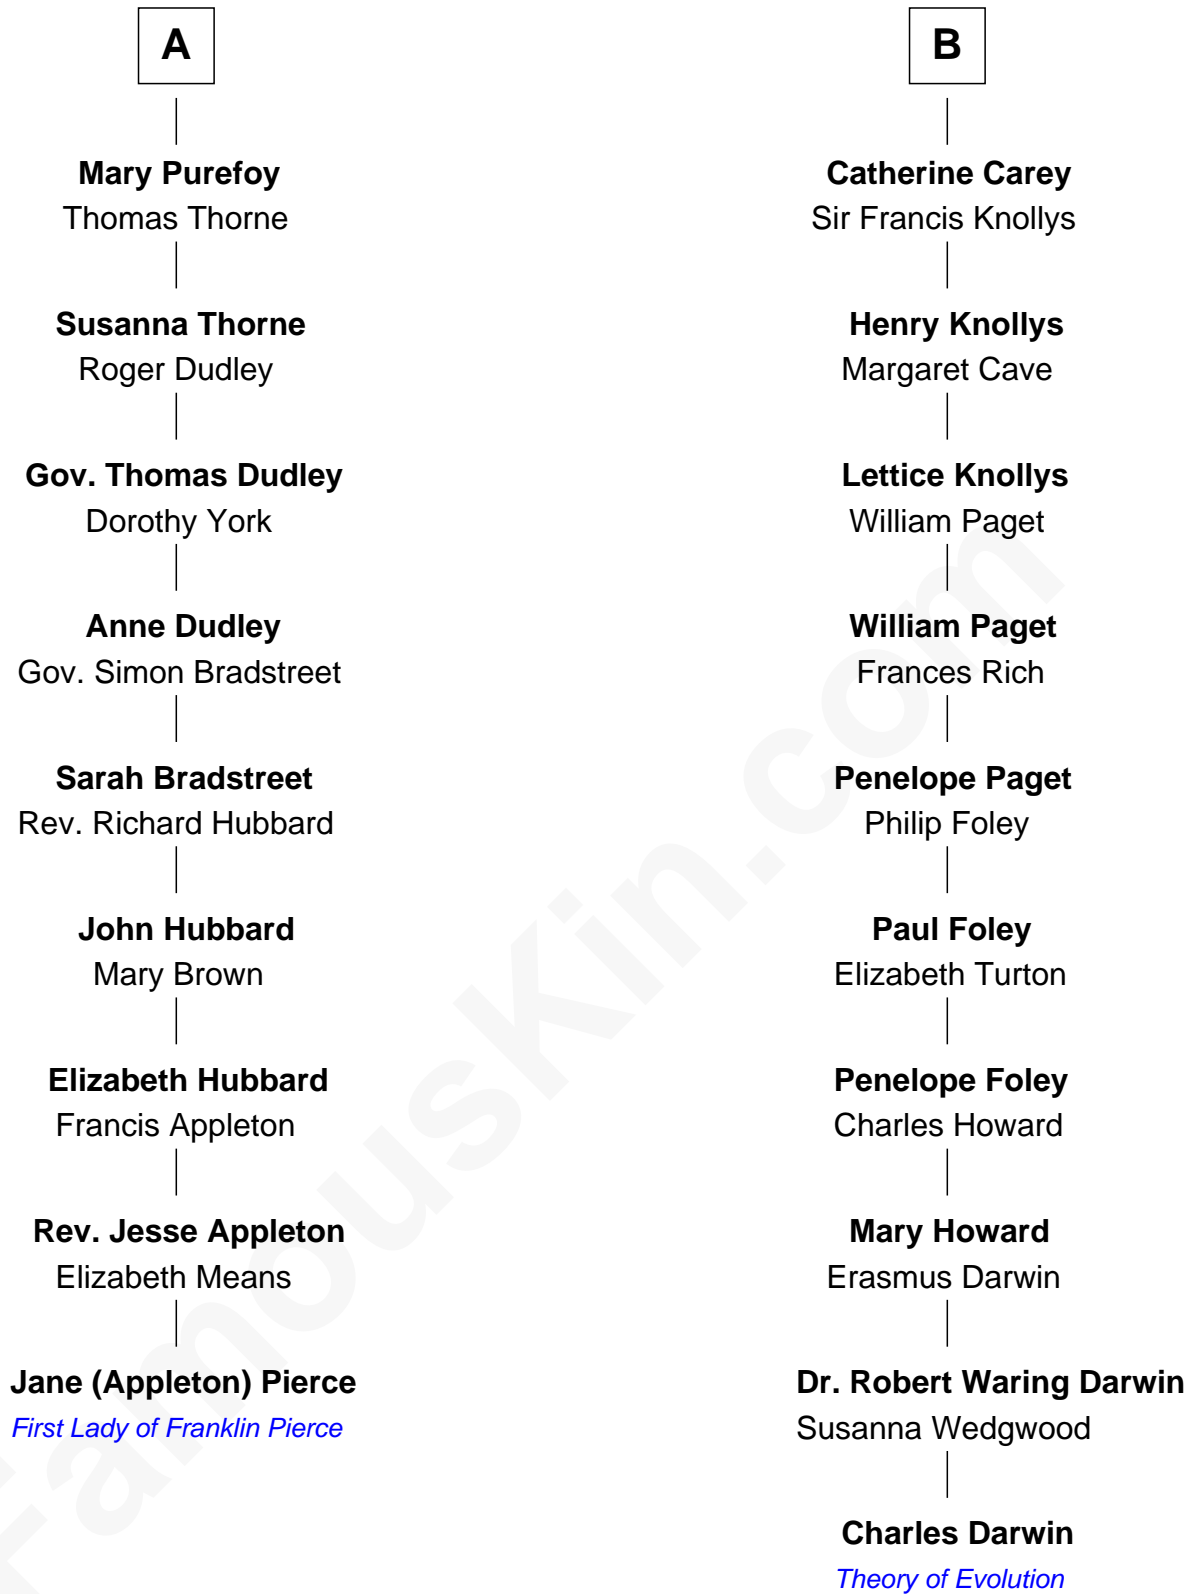 A
Mary Purefoy
Thomas Thorne
Susanna Thorne
Roger Dudley
Gov. Thomas Dudley
Dorothy York
Anne Dudley
Gov. Simon Bradstreet
Sarah Bradstreet
Rev. Richard Hubbard
John Hubbard
Mary Brown
Elizabeth Hubbard
Francis Appleton
Rev. Jesse Appleton
Elizabeth Means
Jane (Appleton) Pierce
First Lady of Franklin Pierce
B
Catherine Carey
Sir Francis Knollys
Henry Knollys
Margaret Cave
Lettice Knollys
William Paget
William Paget
Frances Rich
Penelope Paget
Philip Foley
Paul Foley
Elizabeth Turton
Penelope Foley
Charles Howard
Mary Howard
Erasmus Darwin
Dr. Robert Waring Darwin
Susanna Wedgwood
Charles Darwin
Theory of Evolution
FamousKin.com